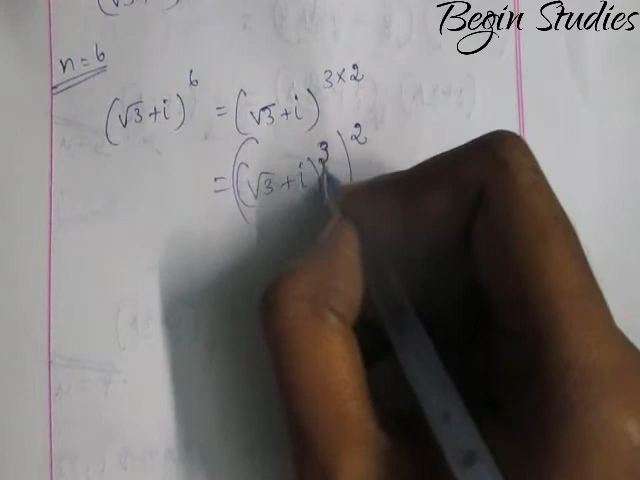 Begin Studies
n=6
(√3+i)^6 = (√3+i)^{3×2}
= ((√3+i)^3)^2